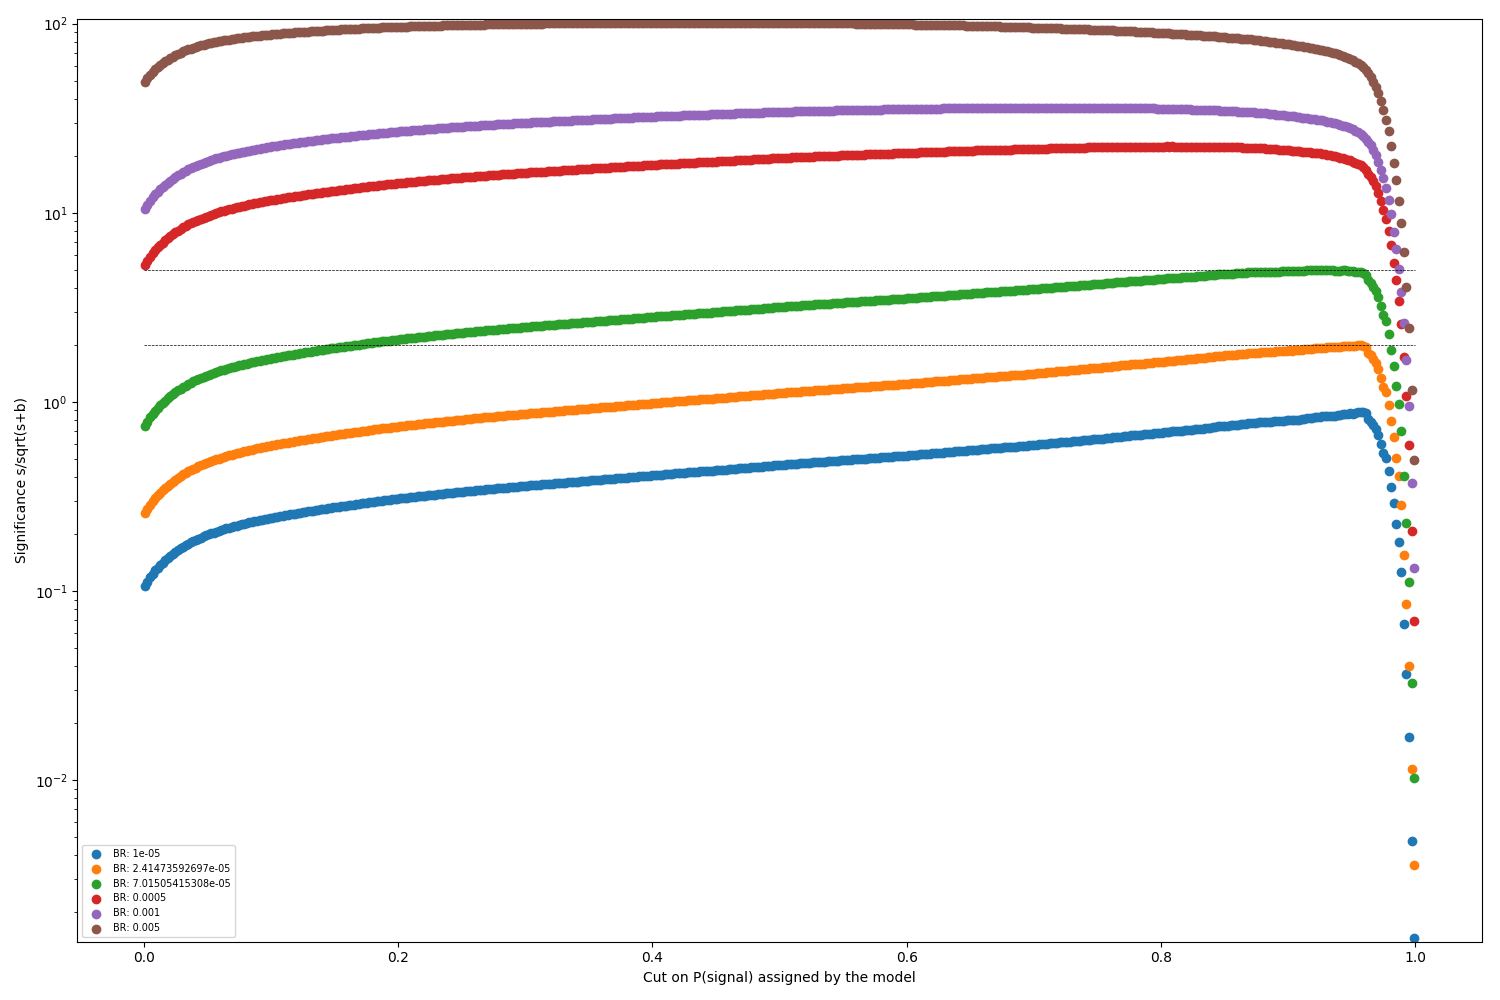 Significance s/sqrt(s+b)
10²
10¹
10⁰
10⁻¹
10⁻²
BR: 1e-05
BR: 2.41473592697e-05
BR: 7.01505415308e-05
BR: 0.0005
BR: 0.001
BR: 0.005
0.0 0.2 0.4 0.6 0.8 1.0
Cut on P(signal) assigned by the model